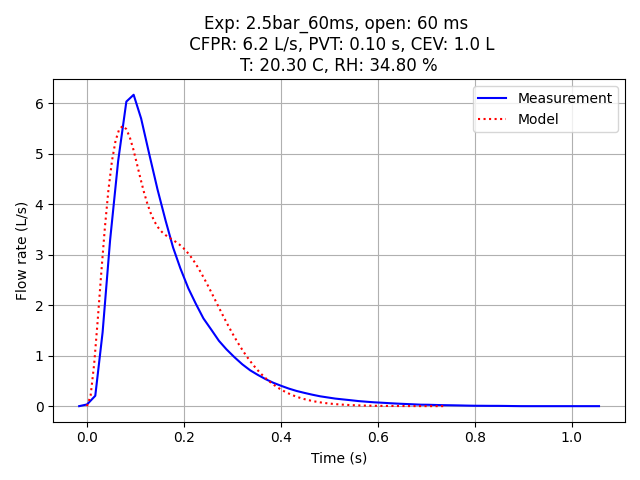 Exp: 2.5bar_60ms, open: 60 ms
CFPR: 6.2 L/s, PVT: 0.10 s, CEV: 1.0 L
T: 20.30 C, RH: 34.80 %
Measurement
Model
Flow rate (L/s)
6
5
4
3
2
1
0
0.0
0.2
0.4
0.6
0.8
1.0
Time (s)